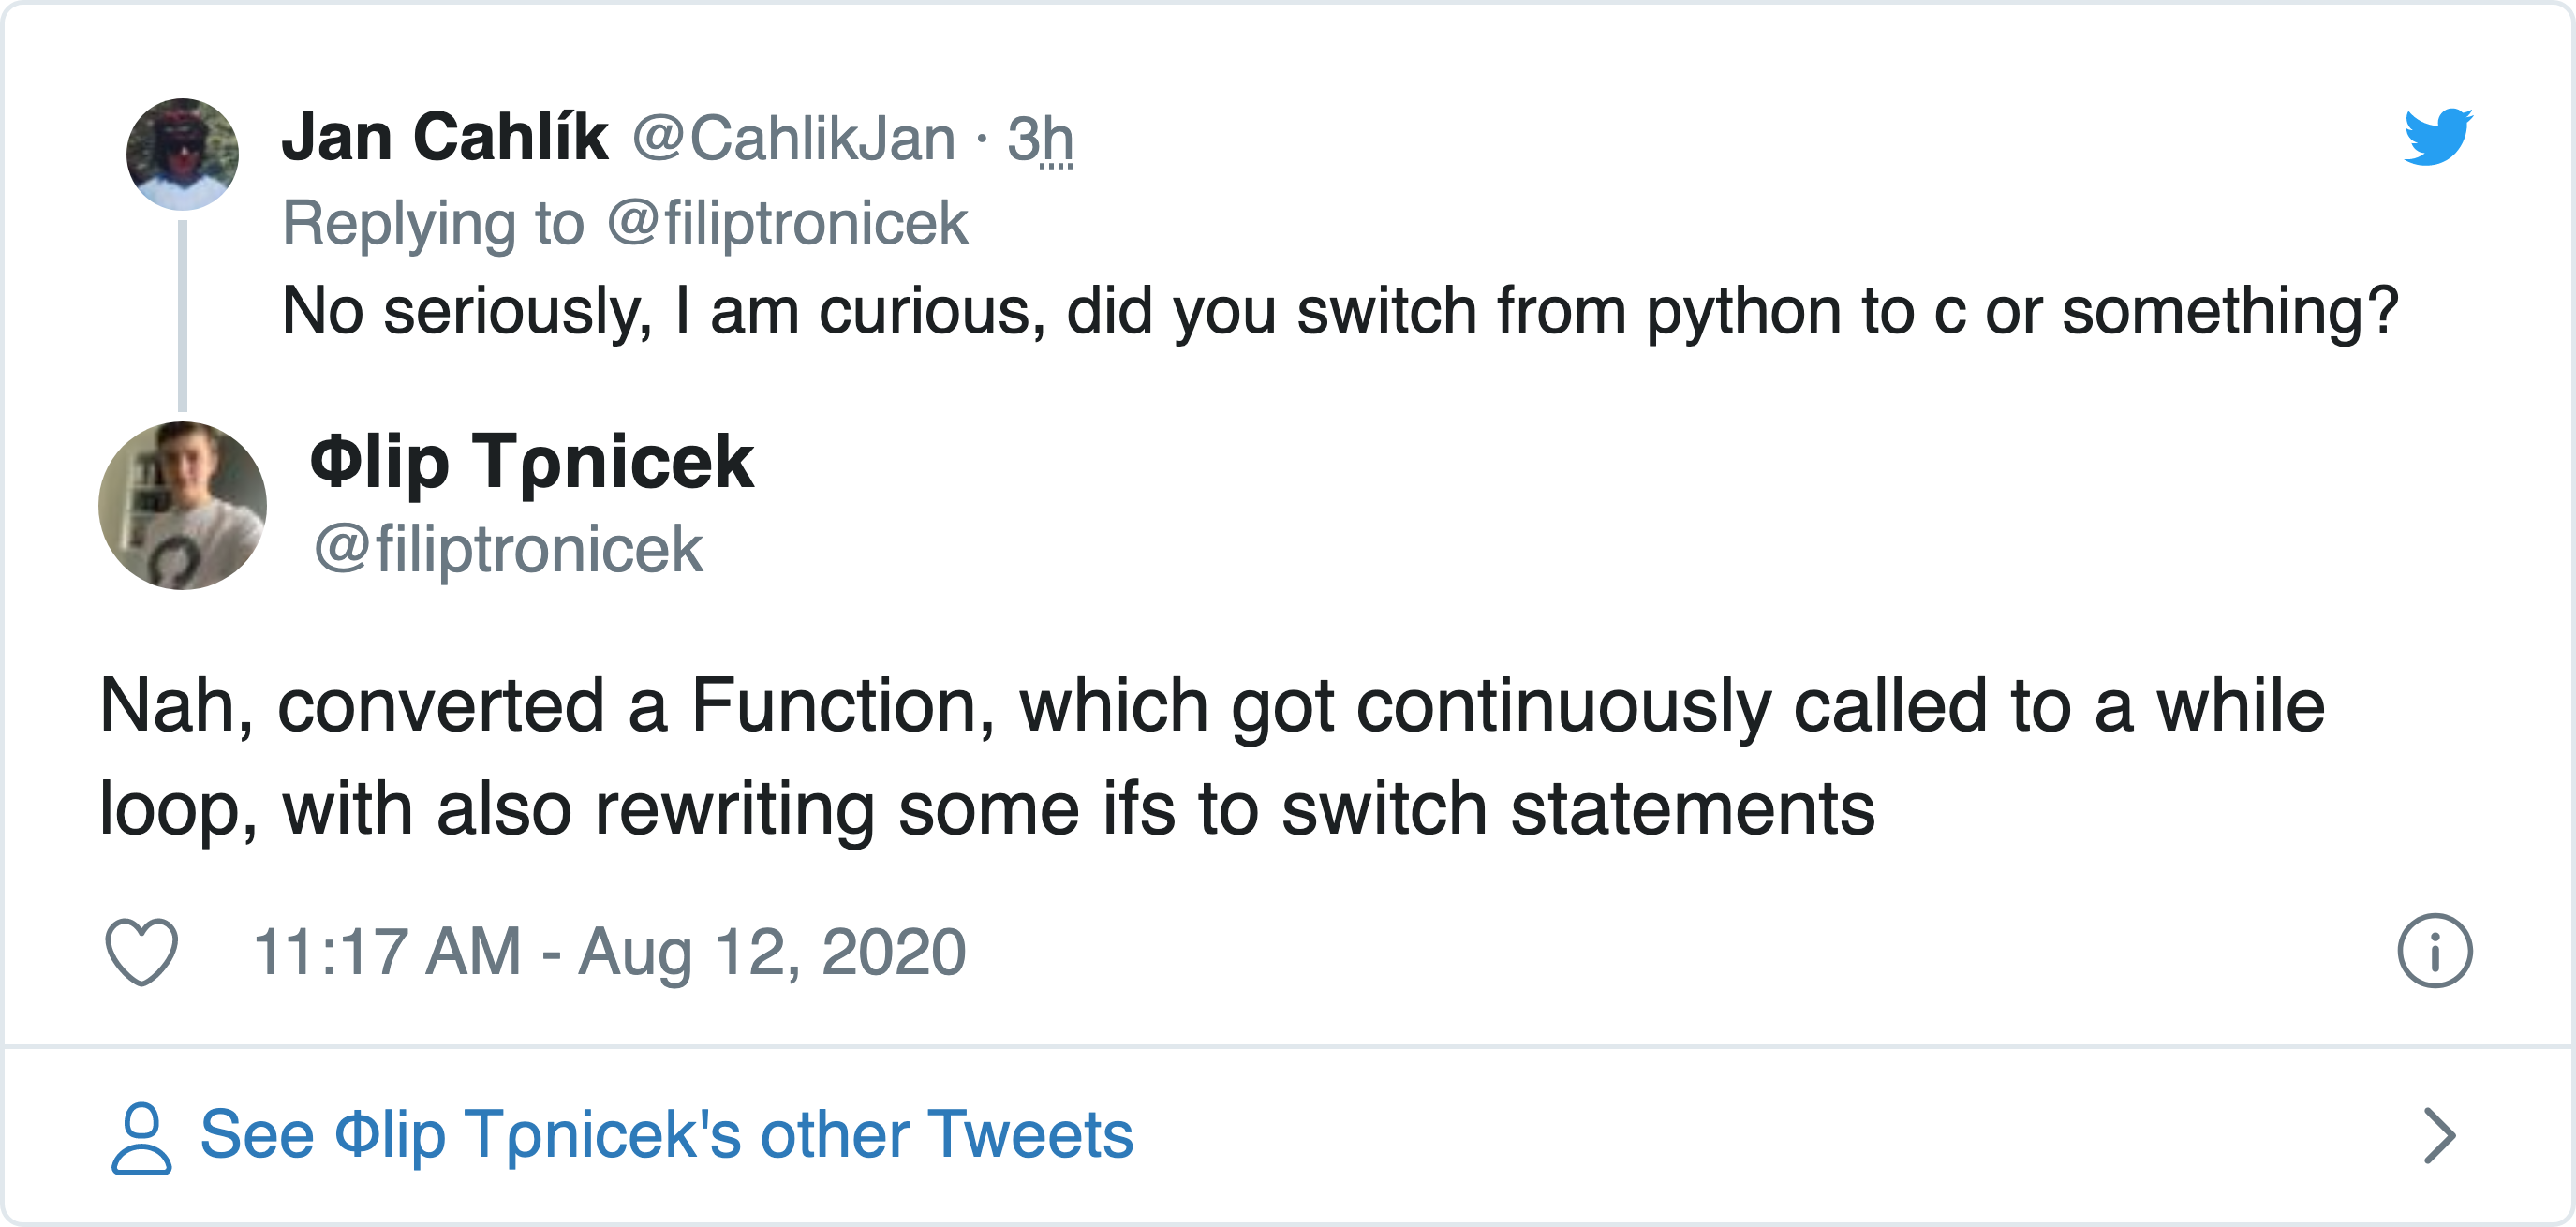 Jan Cahlík @CahlikJan · 3h
Replying to @filiptronicek
No seriously, I am curious, did you switch from python to c or something?
Φlip Tρnicek
@filiptronicek
Nah, converted a Function, which got continuously called to a while
loop, with also rewriting some ifs to switch statements
11:17 AM - Aug 12, 2020
See Φlip Tρnicek's other Tweets